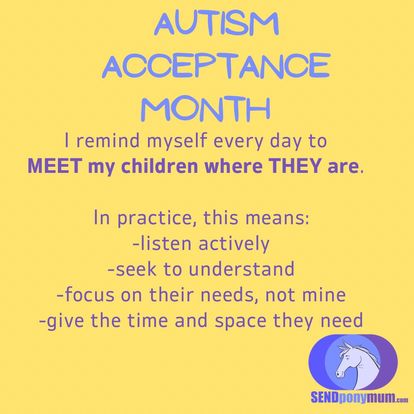 AUTISM
ACCEPTANCE
MONTH
I remind myself every day to
MEET my children where THEY are.
In practice, this means:
-listen actively
-seek to understand
-focus on their needs, not mine
-give the time and space they need
SENDponymum.com